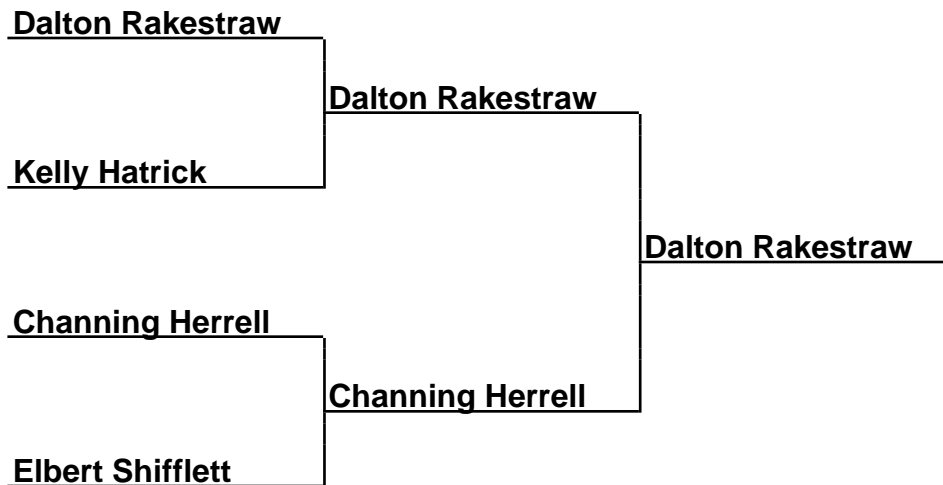 Dalton Rakestraw
Dalton Rakestraw
Kelly Hatrick
Dalton Rakestraw
Channing Herrell
Channing Herrell
Elbert Shifflett